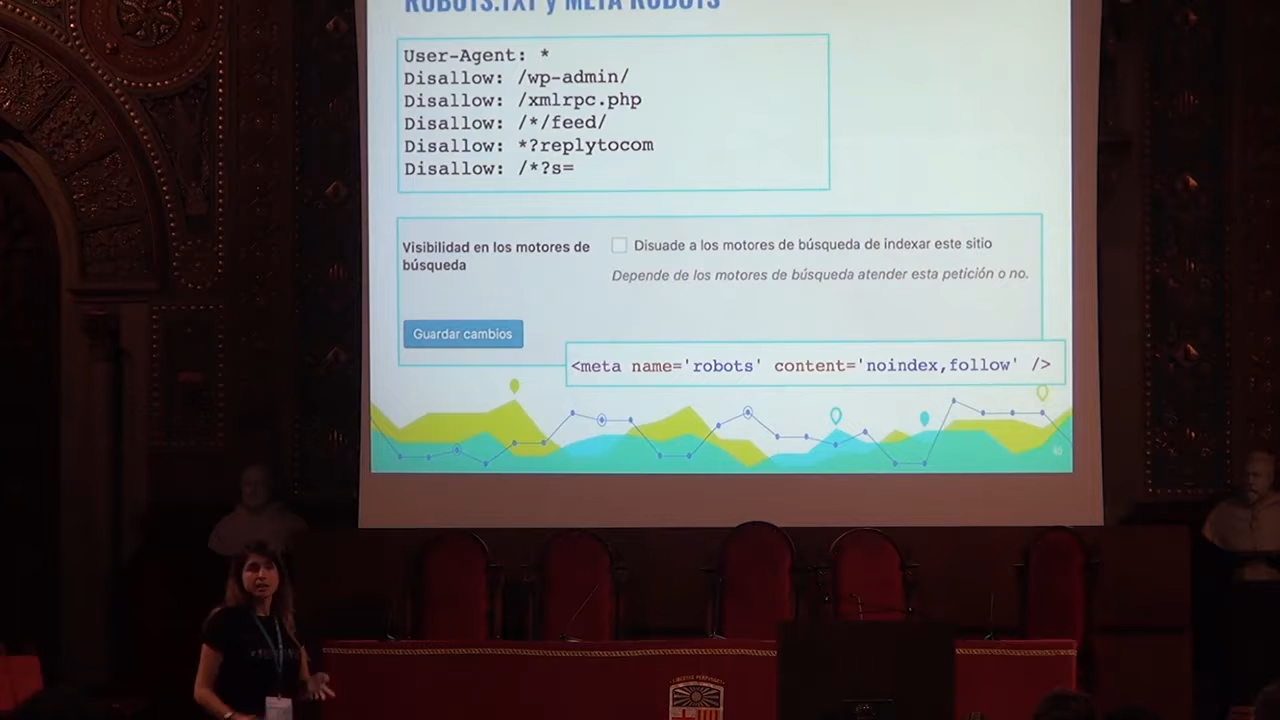 ROBOTS.TXT y META ROBOTS
User-Agent: *
Disallow: /wp-admin/
Disallow: /xmlrpc.php
Disallow: /*/feed/
Disallow: *?replytocom
Disallow: /*?s=
Visibilidad en los motores de
búsqueda
Disuade a los motores de búsqueda de indexar este sitio
Depende de los motores de búsqueda atender esta petición o no.
Guardar cambios
<meta name='robots' content='noindex,follow' />